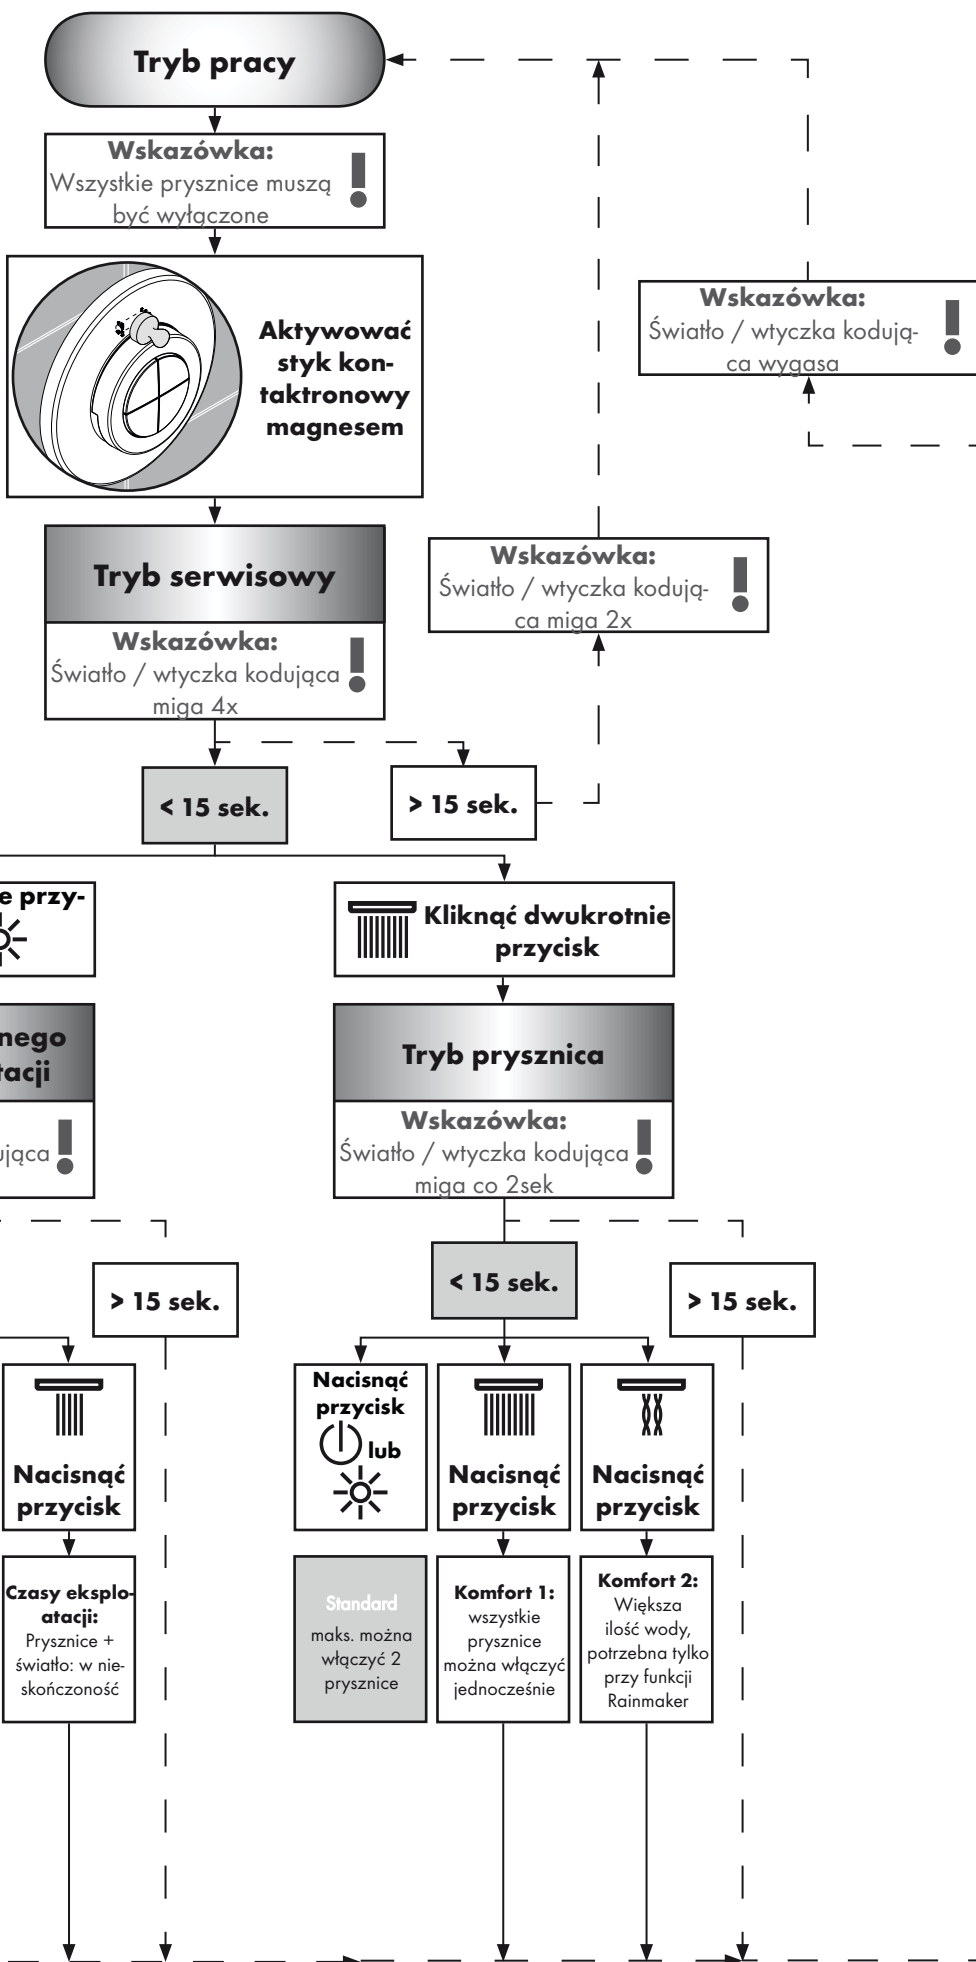 Tryb pracy
Wskazówka:
Wszystkie prysznice muszą
być wyłączone
Aktywować
styk kon-
taktronowy
magnesem
Wskazówka:
Światło / wtyczka kodują-
ca wygasa
Tryb serwisowy
Wskazówka:
Światło / wtyczka kodująca
miga 4x
Wskazówka:
Światło / wtyczka kodują-
ca miga 2x
< 15 sek.
> 15 sek.
e przy-
Kliknąć dwukrotnie
przycisk
nego
tacji
ująca
Tryb prysznica
Wskazówka:
Światło / wtyczka kodująca
miga co 2sek
> 15 sek.
< 15 sek.
> 15 sek.
Nacisnąć
przycisk
Nacisnąć
przycisk
lub
Nacisnąć
przycisk
Nacisnąć
przycisk
Czasy eksplo-
atacji:
Prysznice +
światło: w nie-
skończoność
Standard
maks. można
włączyć 2
prysznice
Komfort 1:
wszystkie
prysznice
można włączyć
jednocześnie
Komfort 2:
Większa
ilość wody,
potrzebna tylko
przy funkcji
Rainmaker